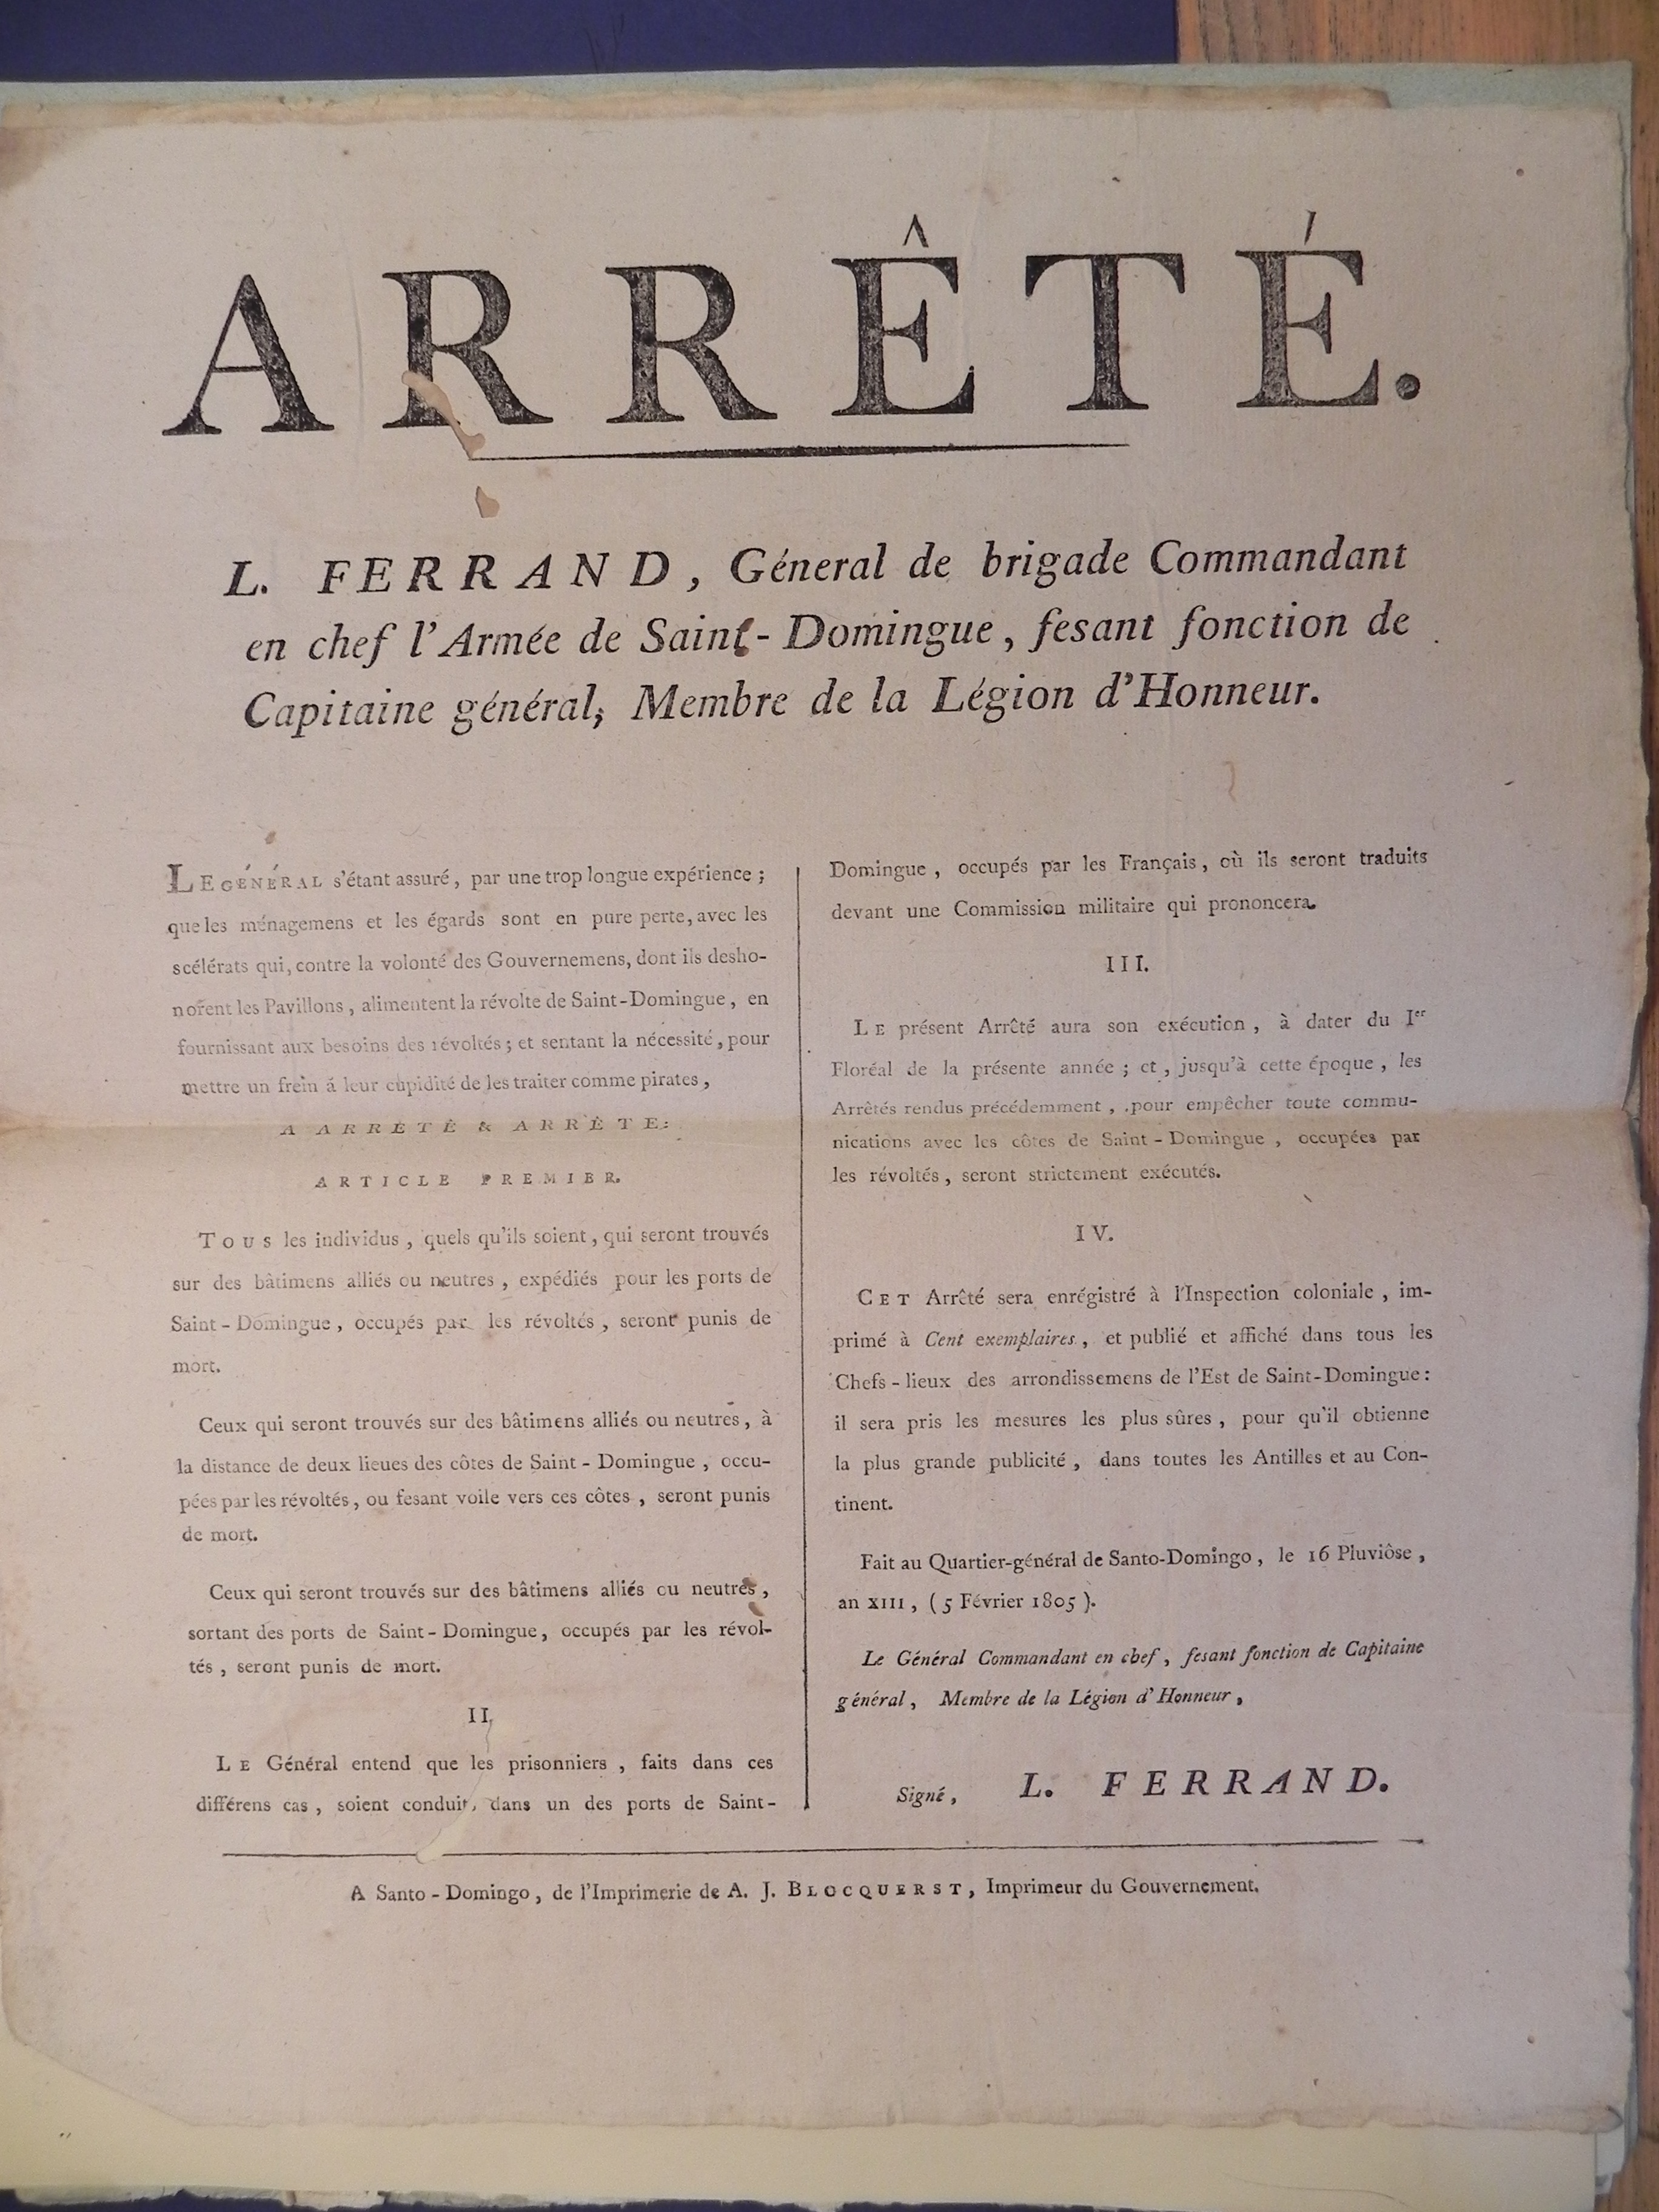 ARRÊTÉ.
L. FERRAND, Géneral de brigade Commandant
en chef l'Armée de Saint-Domingue, fesant fonction de
Capitaine général, Membre de la Légion d'Honneur.
LE GÉNÉRAL s'étant assuré, par une trop longue expérience ;
que les ménagemens et les égards sont en pure perte, avec les
scélérats qui, contre la volonté des Gouvernemens, dont ils desho-
norent les Pavillons, alimentent la révolte de Saint-Domingue, en
fournissant aux besoins des révoltés ; et sentant la nécessité, pour
mettre un frein á leur cupidité de les traiter comme pirates,
A ARRÊTÉ & ARRÊTE:
ARTICLE PREMIER.
TOUS les individus, quels qu'ils soient, qui seront trouvés
sur des bâtimens alliés ou neutres, expédiés pour les ports de
Saint-Domingue, occupés par les révoltés, seront punis de
mort.
Ceux qui seront trouvés sur des bâtimens alliés ou neutres, à
la distance de deux lieues des côtes de Saint-Domingue, occu-
pées par les révoltés, ou fesant voile vers ces côtes, seront punis
de mort.
Ceux qui seront trouvés sur des bâtimens alliés ou neutres,
sortant des ports de Saint-Domingue, occupés par les révol-
tés, seront punis de mort.
II.
LE Général entend que les prisonniers, faits dans ces
différens cas, soient conduit, dans un des ports de Saint-
Domingue, occupés par les Français, où ils seront traduits
devant une Commission militaire qui prononcera.
III.
LE présent Arrêté aura son exécution, à dater du Ier
Floréal de la présente année ; et, jusqu'à cette époque, les
Arrêtés rendus précédemment, pour empêcher toute commu-
nications avec les côtes de Saint-Domingue, occupées par
les révoltés, seront strictement exécutés.
IV.
CET Arrêté sera enrégistré à l'Inspection coloniale, im-
primé à Cent exemplaires, et publié et affiché dans tous les
Chefs-lieux des arrondissemens de l'Est de Saint-Domingue :
il sera pris les mesures les plus sûres, pour qu'il obtienne
la plus grande publicité, dans toutes les Antilles et au Con-
tinent.
Fait au Quartier-général de Santo-Domingo, le 16 Pluviôse,
an XIII, (5 Février 1805).
Le Général Commandant en chef, fesant fonction de Capitaine
général, Membre de la Légion d'Honneur,
Signé, L. FERRAND.
A Santo-Domingo, de l'Imprimerie de A. J. BLOCQUERST, Imprimeur du Gouvernement.